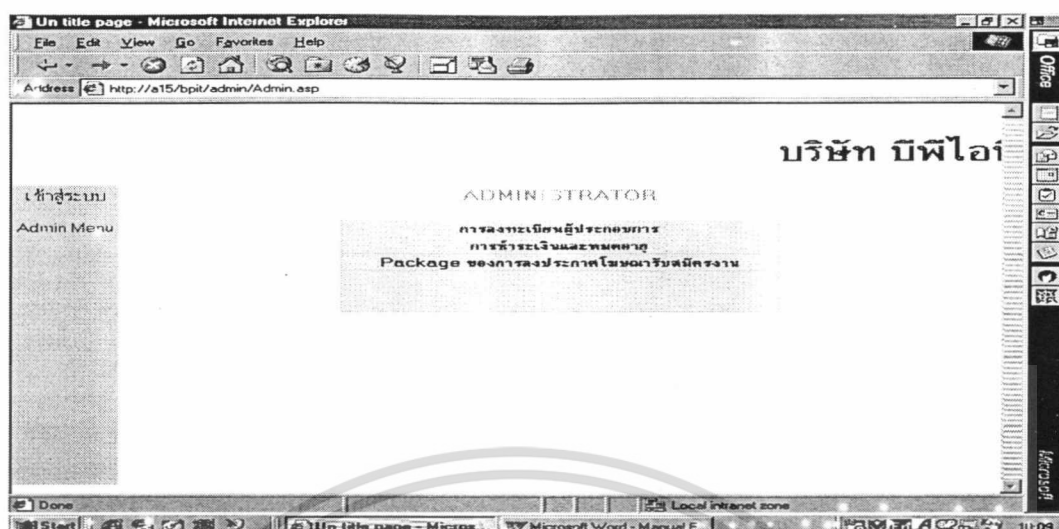 Un title page - Microsoft Internet Explorer
File Edit View Go Favorites Help
Address http://a15/bpit/admin/Admin.asp
Office
บริษัท บีพีไอที
เข้าสู่ระบบ
ADMINISTRATOR
Admin Menu
การลงทะเบียนผู้ประกอบการ
การชำระเงินและหมดอายุ
Package ของการลงประกาศโฆษณารับสมัครงาน
Microsoft
Done
Local intranet zone
Start
Un title page - Micros...
Microsoft Word - Manual E...